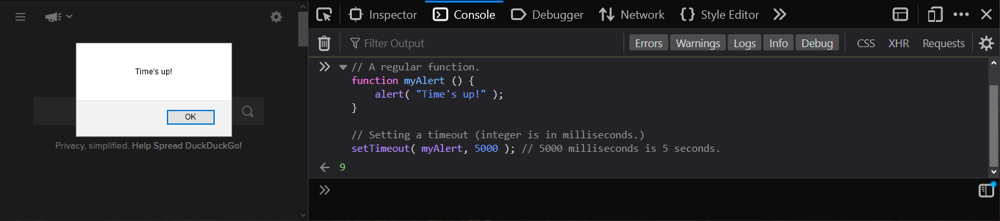 Time's up!
OK
Privacy, simplified. Help Spread DuckDuckGo!
Inspector Console Debugger Network Style Editor
Filter Output Errors Warnings Logs Info Debug CSS XHR Requests
// A regular function.
function myAlert () {
    alert( "Time's up!" );
}
// Setting a timeout (integer is in milliseconds.)
setTimeout( myAlert, 5000 ); // 5000 milliseconds is 5 seconds.
9